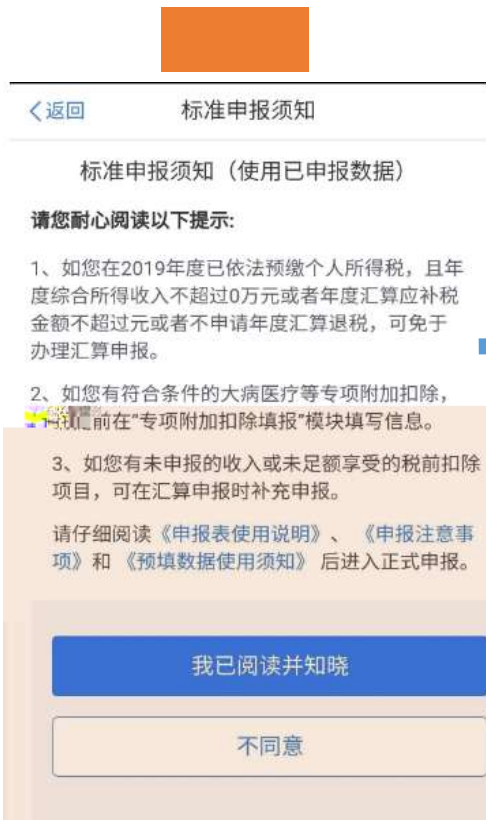 返回
标准申报须知
标准申报须知（使用已申报数据）
请您耐心阅读以下提示:
1、如您在2019年度已依法预缴个人所得税，且年
度综合所得收入不超过0万元或者年度汇算应补税
金额不超过元或者不申请年度汇算退税，可免于
办理汇算申报。
2、如您有符合条件的大病医疗等专项附加扣除，
前在"专项附加扣除填报"模块填写信息。
3、如您有未申报的收入或未足额享受的税前扣除
项目，可在汇算申报时补充申报。
请仔细阅读《申报表使用说明》、《申报注意事
项》和《预填数据使用须知》后进入正式申报。
我已阅读并知晓
不同意